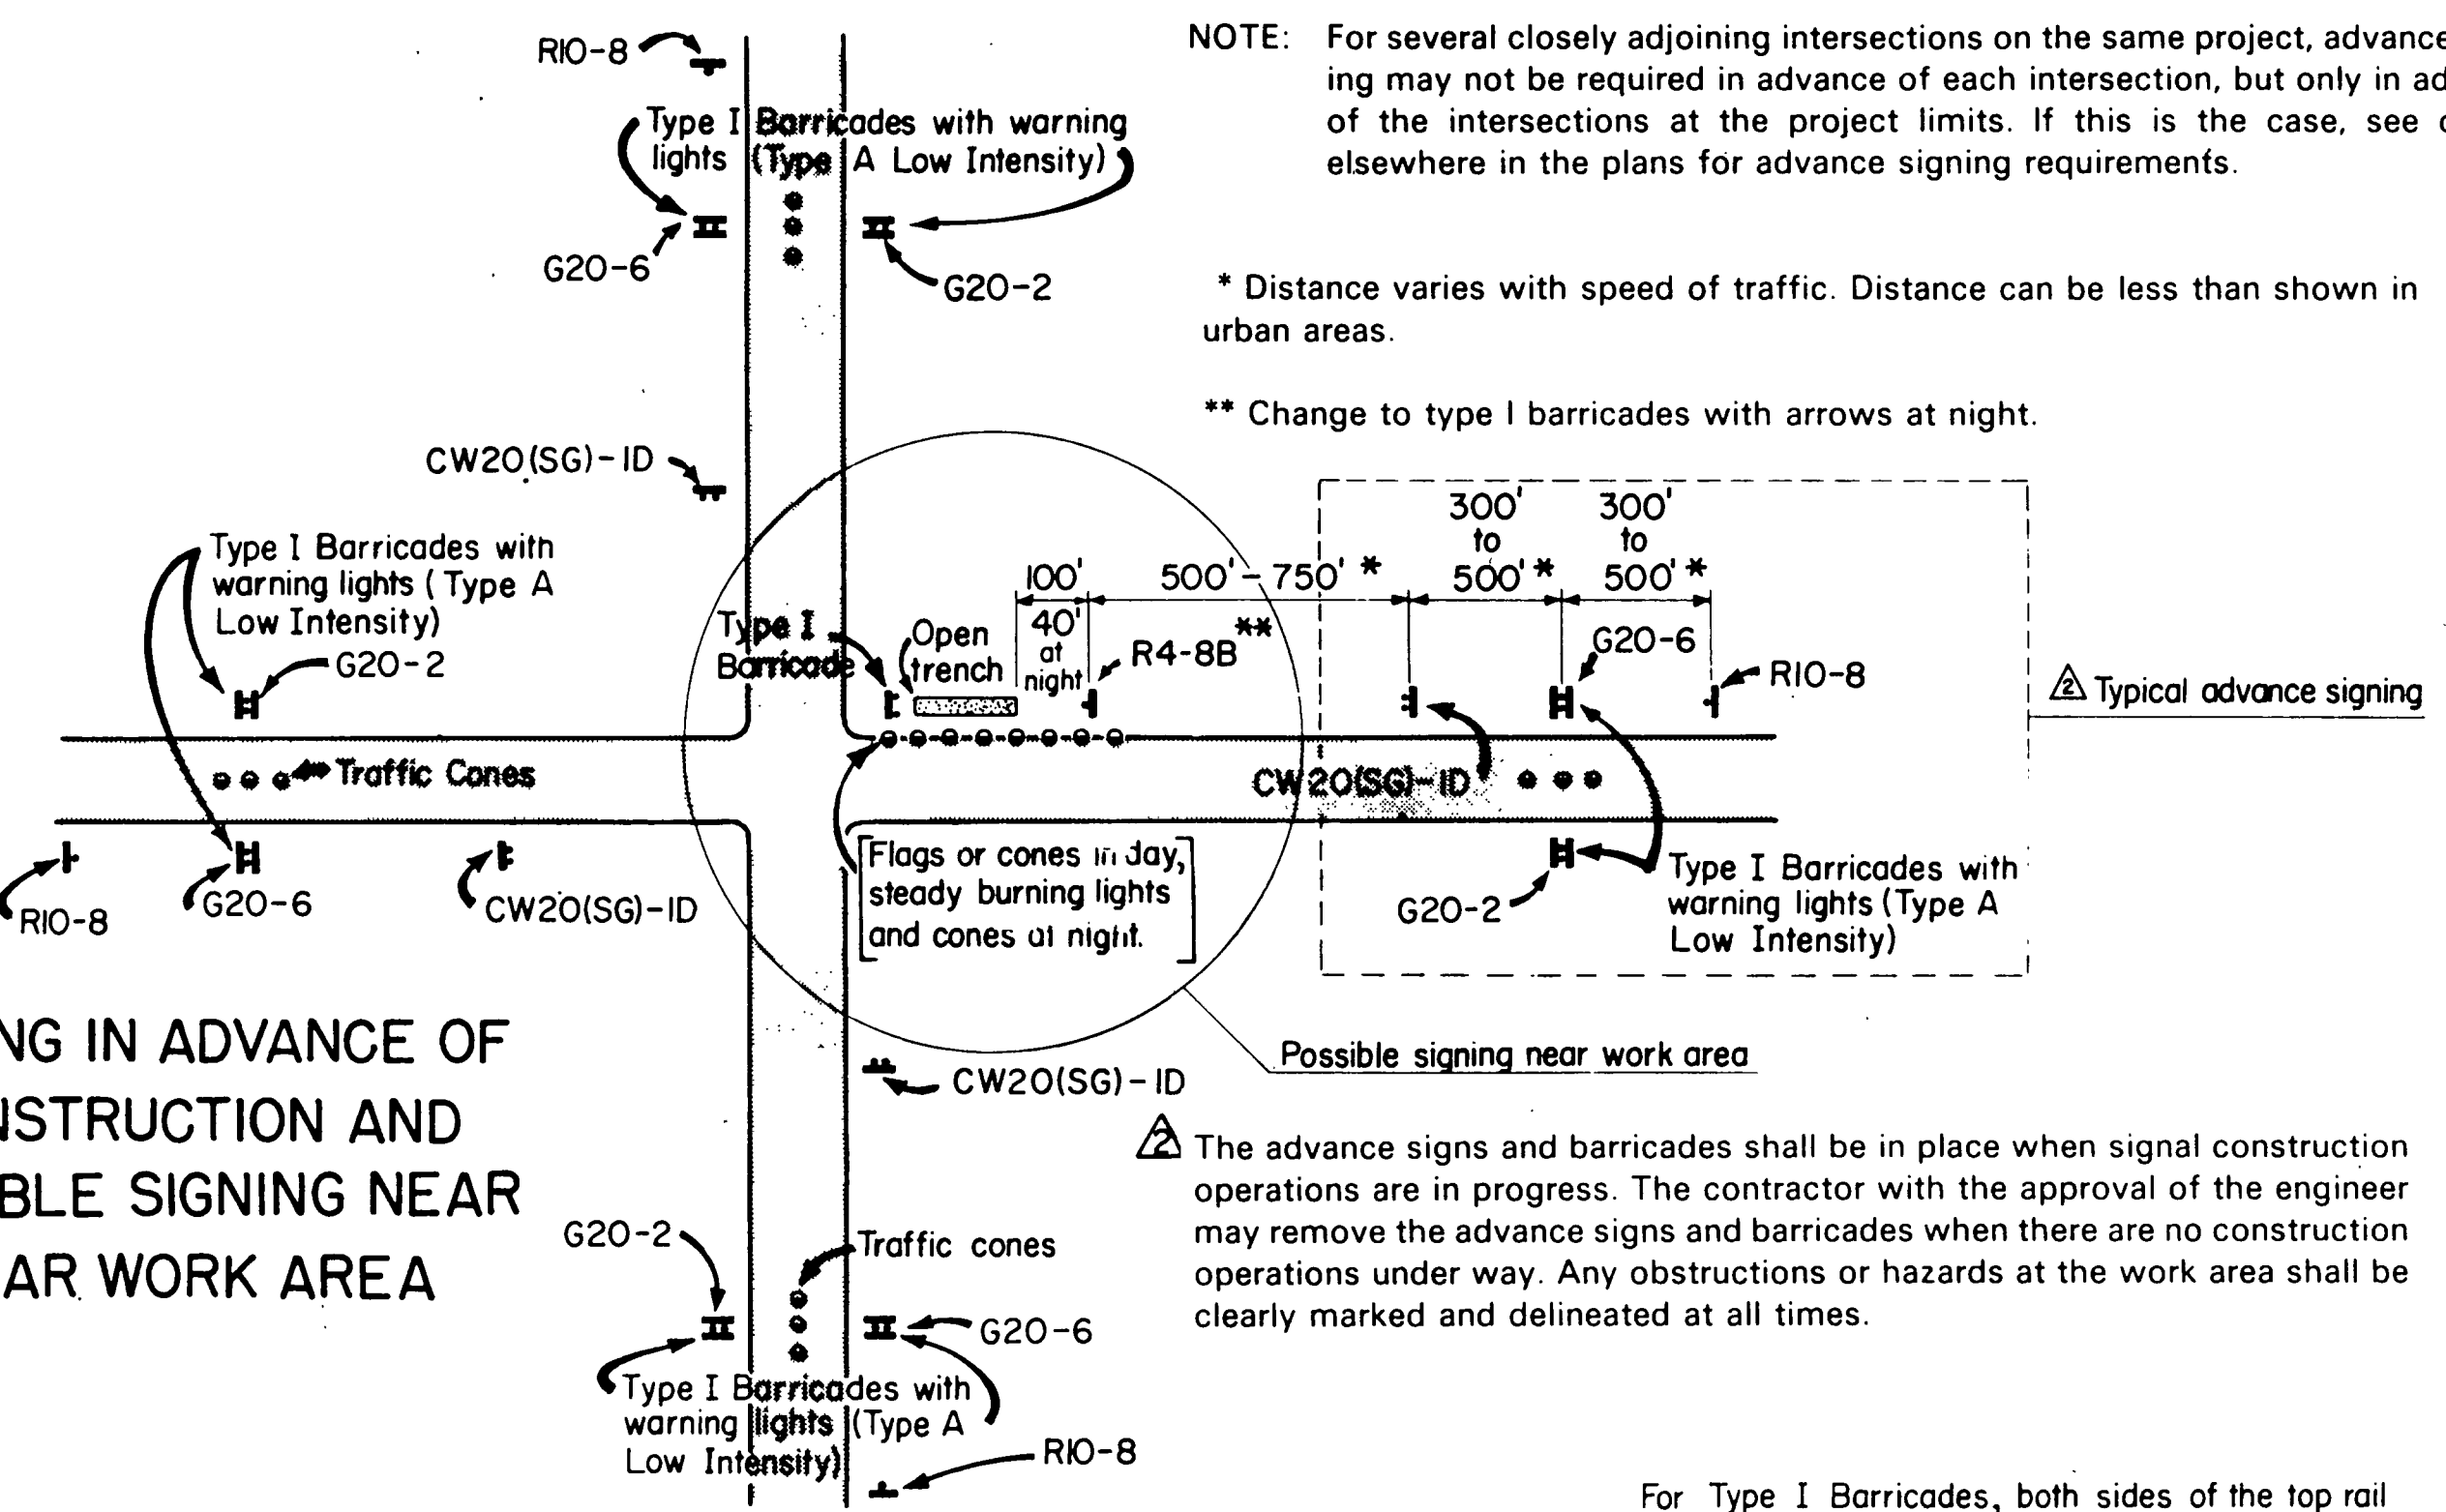 NOTE: For several closely adjoining intersections on the same project, advance
ing may not be required in advance of each intersection, but only in ad
of the intersections at the project limits. If this is the case, see
elsewhere in the plans for advance signing requirements.
* Distance varies with speed of traffic. Distance can be less than shown in
urban areas.
** Change to type I barricades with arrows at night.
R10-8
Type I Barricades with warning
lights (Type A Low Intensity)
G20-6
G20-2
CW20(SG)-1D
Type I Barricades with
warning lights (Type A
Low Intensity)
G20-2
Type I
Barricade
Open
trench
100'
40'
at
night
500'-750' *
R4-8B **
300'
to
500' *
300'
to
500' *
G20-6
R10-8
2 Typical advance signing
Traffic Cones
CW20(SG)-1D
R10-8
G20-6
CW20(SG)-1D
Flags or cones in day,
steady burning lights
and cones at night.
G20-2
Type I Barricades with
warning lights (Type A
Low Intensity)
Possible signing near work area
CW20(SG)-1D
NG IN ADVANCE OF
NSTRUCTION AND
BLE SIGNING NEAR
AR WORK AREA
2 The advance signs and barricades shall be in place when signal construction
operations are in progress. The contractor with the approval of the engineer
may remove the advance signs and barricades when there are no construction
operations under way. Any obstructions or hazards at the work area shall be
clearly marked and delineated at all times.
G20-2
Traffic cones
G20-6
Type I Barricades with
warning lights (Type A
Low Intensity)
R10-8
For Type I Barricades, both sides of the top rail